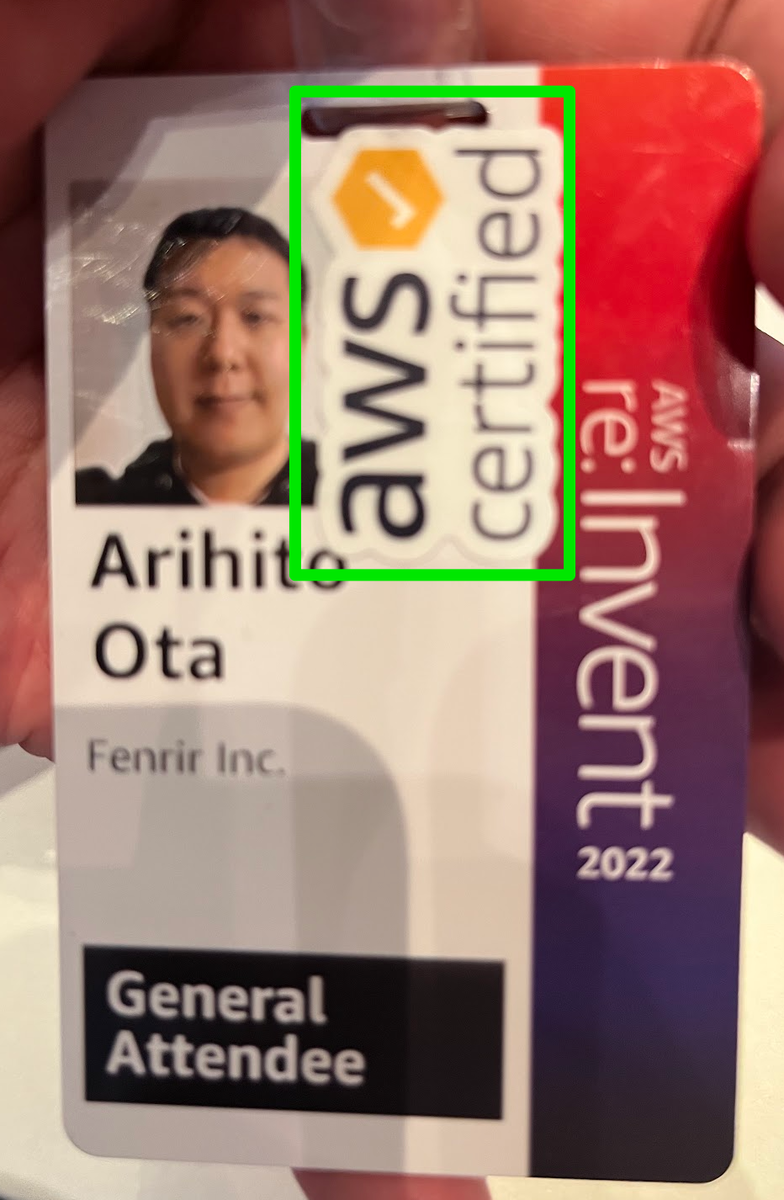 aws
certified
Arihito
Ota
Fenrir Inc.
General
Attendee
AWS
re:Invent
2022